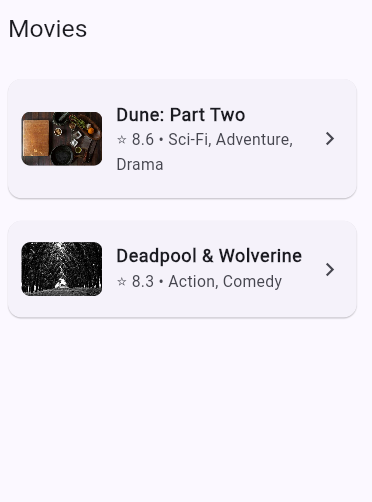 Movies
Dune: Part Two
☆ 8.6 • Sci-Fi, Adventure,
Drama
Deadpool & Wolverine
☆ 8.3 • Action, Comedy